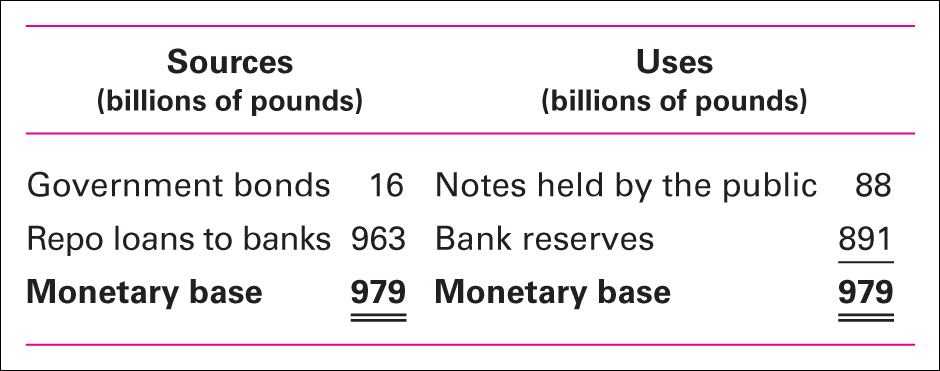 Sources Uses
(billions of pounds) (billions of pounds)
Government bonds 16 Notes held by the public 88
Repo loans to banks 963 Bank reserves 891
Monetary base 979 Monetary base 979